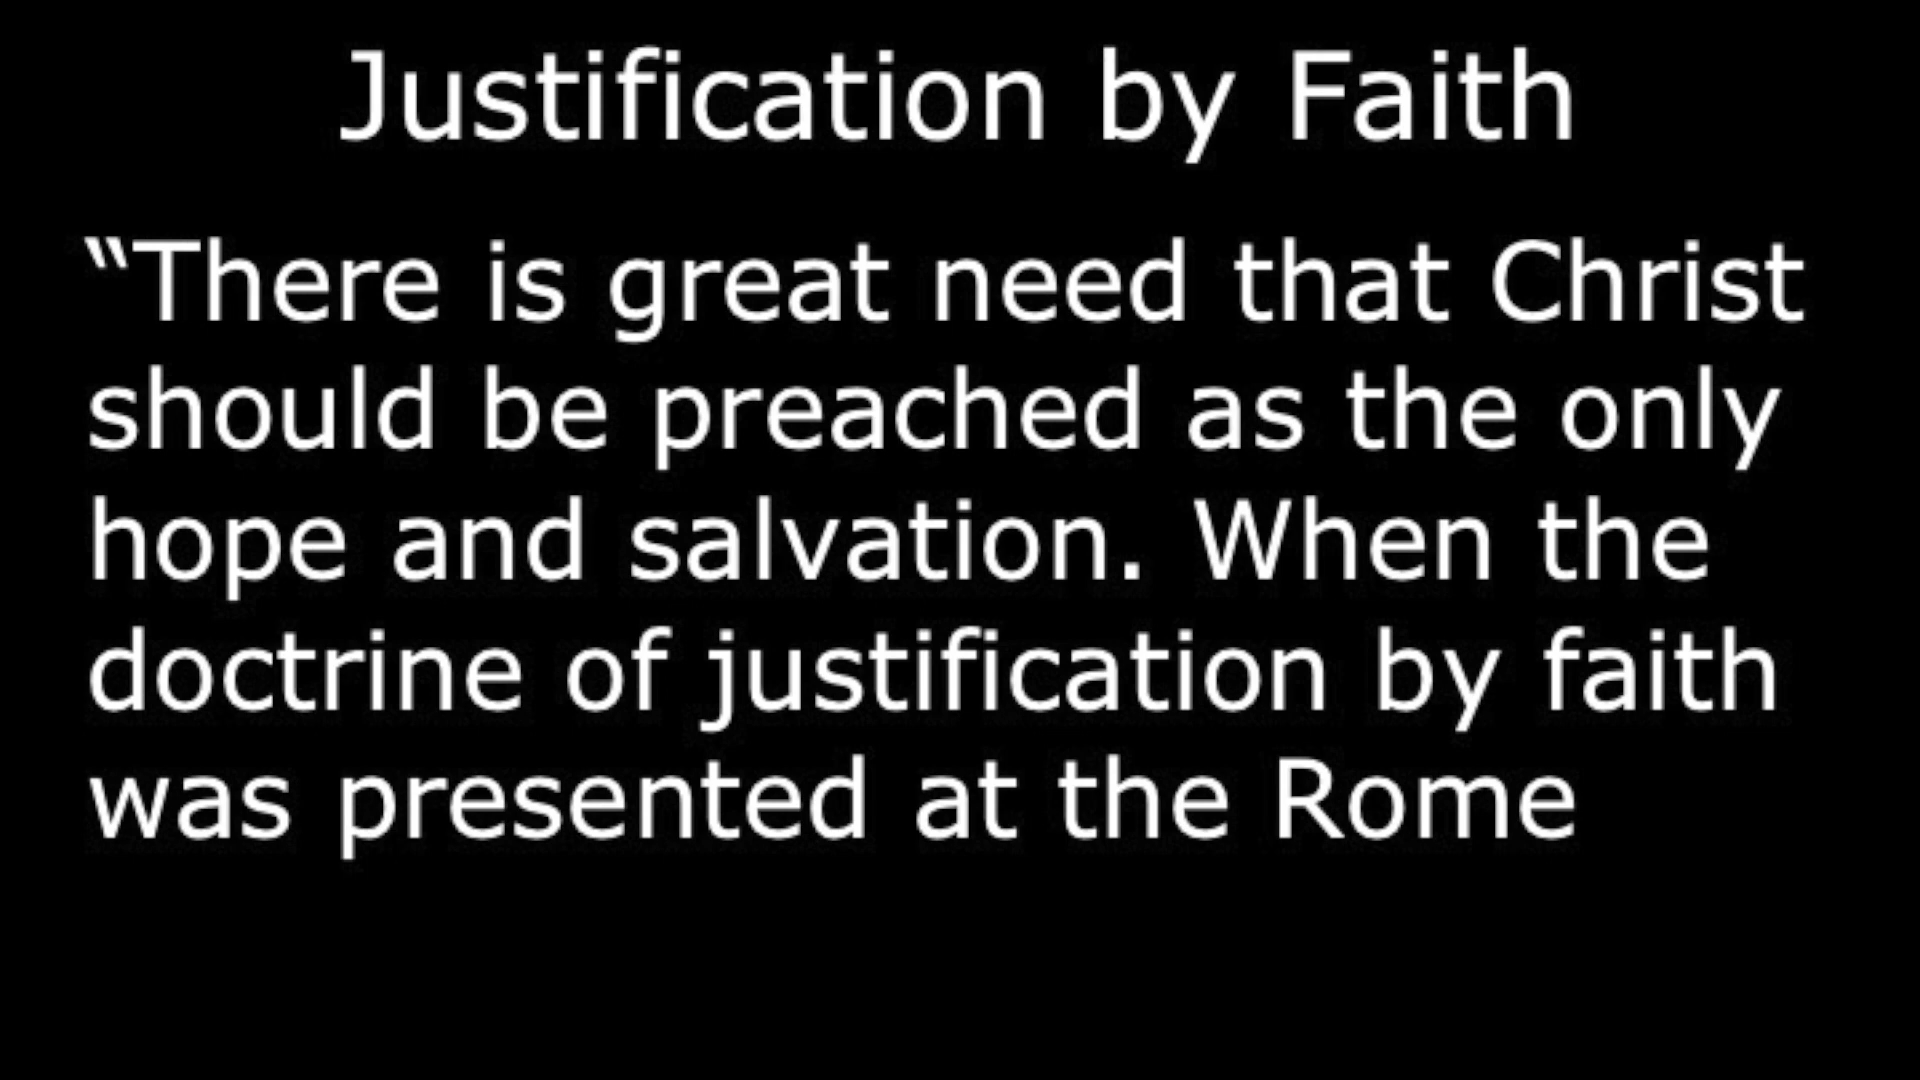 Justification by Faith
“There is great need that Christ
should be preached as the only
hope and salvation. When the
doctrine of justification by faith
was presented at the Rome